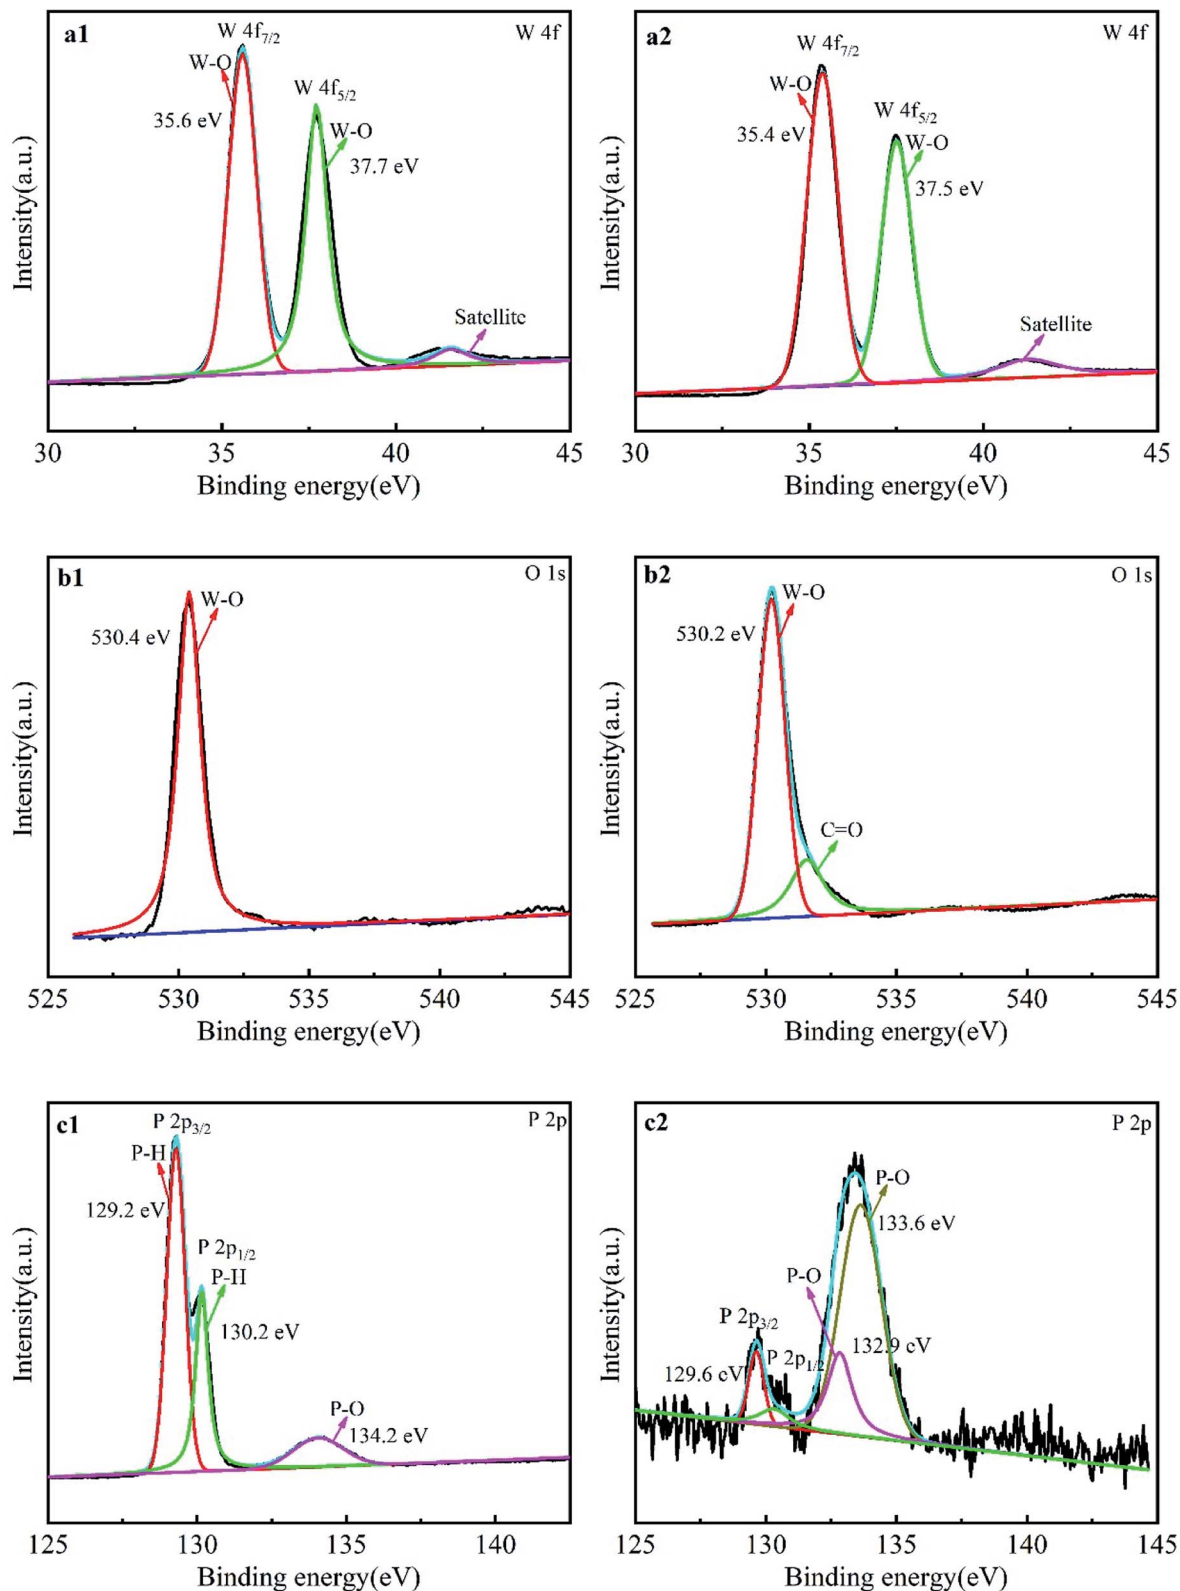 a1
W 4f7/2
W 4f
W-O
W 4f5/2
35.6 eV
W-O
37.7 eV
Satellite
Intensity(a.u.)
30 35 40 45
Binding energy(eV)
a2
W 4f7/2
W 4f
W-O
W 4f5/2
35.4 eV
W-O
37.5 eV
Satellite
Intensity(a.u.)
30 35 40 45
Binding energy(eV)
b1
O 1s
W-O
530.4 eV
Intensity(a.u.)
525 530 535 540 545
Binding energy(eV)
b2
O 1s
W-O
530.2 eV
C=O
Intensity(a.u.)
525 530 535 540 545
Binding energy(eV)
c1
P 2p3/2
P 2p
P-H
129.2 eV
P 2p1/2
P-H
130.2 eV
P-O
134.2 eV
Intensity(a.u.)
125 130 135 140
Binding energy(eV)
c2
P 2p
P-O
133.6 eV
P-O
P 2p3/2
132.9 eV
P 2p1/2
129.6 eV
Intensity(a.u.)
125 130 135 140 145
Binding energy(eV)